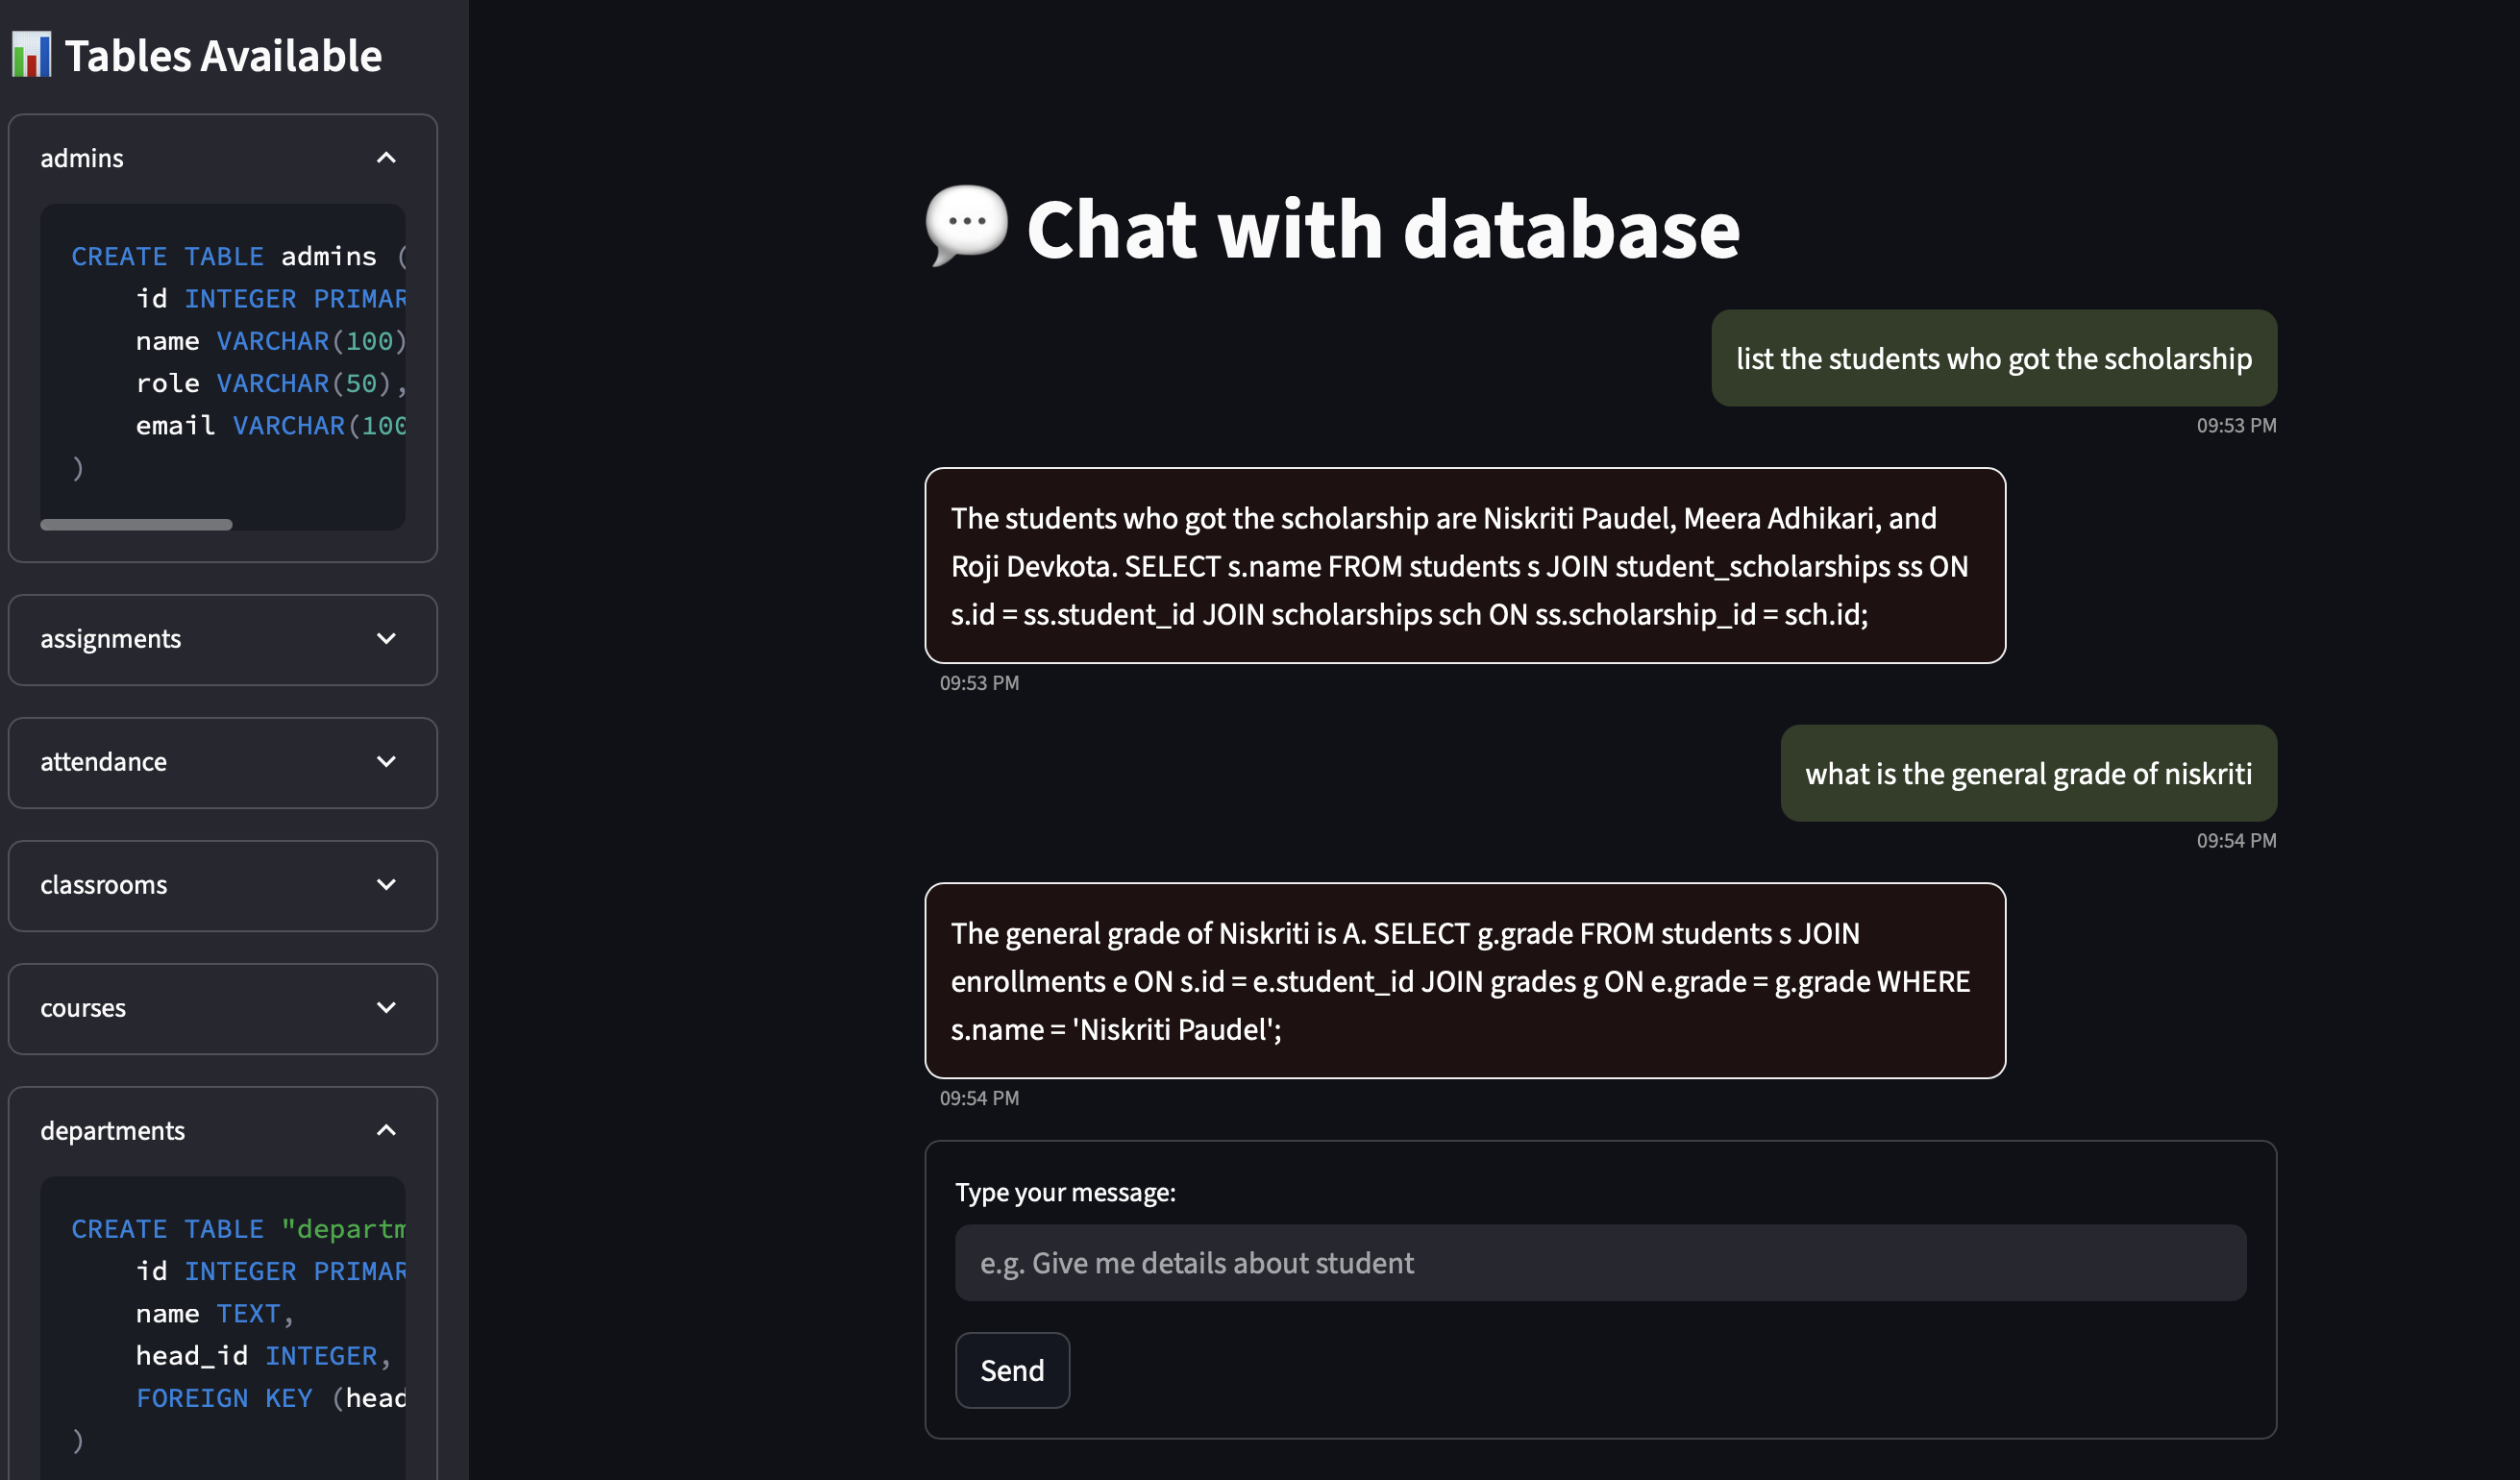 📊 Tables Available
admins
CREATE TABLE admins (
id INTEGER PRIMAR
name VARCHAR(100)
role VARCHAR(50),
email VARCHAR(100
)
assignments
attendance
classrooms
courses
departments
CREATE TABLE "departm
id INTEGER PRIMAR
name TEXT,
head_id INTEGER,
FOREIGN KEY (head
)
💬 Chat with database
list the students who got the scholarship
09:53 PM
The students who got the scholarship are Niskriti Paudel, Meera Adhikari, and
Roji Devkota. SELECT s.name FROM students s JOIN student_scholarships ss ON
s.id = ss.student_id JOIN scholarships sch ON ss.scholarship_id = sch.id;
09:53 PM
what is the general grade of niskriti
09:54 PM
The general grade of Niskriti is A. SELECT g.grade FROM students s JOIN
enrollments e ON s.id = e.student_id JOIN grades g ON e.grade = g.grade WHERE
s.name = 'Niskriti Paudel';
09:54 PM
Type your message:
e.g. Give me details about student
Send